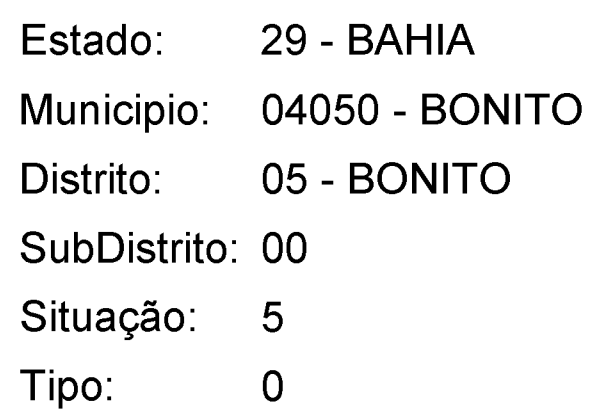 Estado: 29 - BAHIA
Municipio: 04050 - BONITO
Distrito: 05 - BONITO
SubDistrito: 00
Situação: 5
Tipo: 0